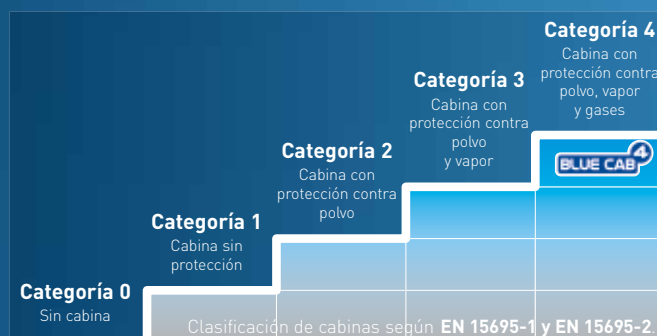 Categoría 4
Cabina con
protección contra
polvo, vapor
y gases
Categoría 3
Cabina con
protección contra
polvo
y vapor
BLUE CAB 4
Categoría 2
Cabina con
protección contra
polvo
Categoría 1
Cabina sin
protección
Categoría 0
Sin cabina
Clasificación de cabinas según EN 15695-1 y EN 15695-2.